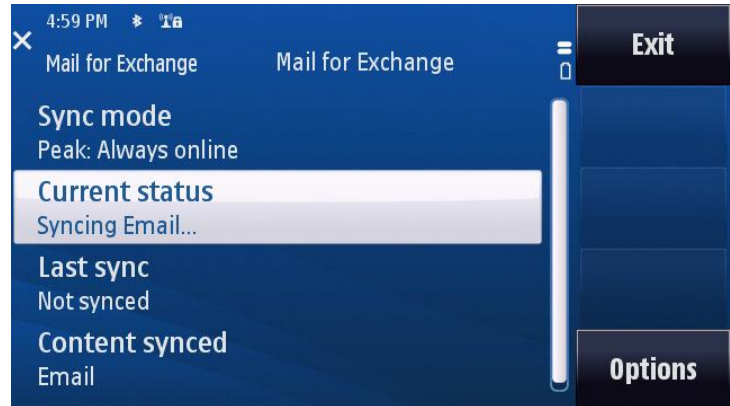 4:59 PM
Mail for Exchange
Mail for Exchange
Exit
Sync mode
Peak: Always online
Current status
Syncing Email...
Last sync
Not synced
Content synced
Email
Options